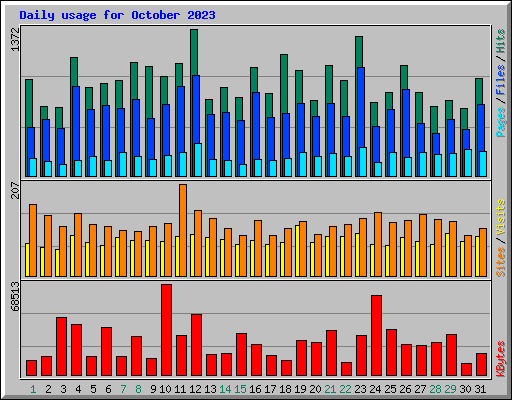 Daily usage for October 2023
1372
Pages / Files / Hits
207
Sites / Visits
68513
KBytes
1 2 3 4 5 6 7 8 9 10 11 12 13 14 15 16 17 18 19 20 21 22 23 24 25 26 27 28 29 30 31